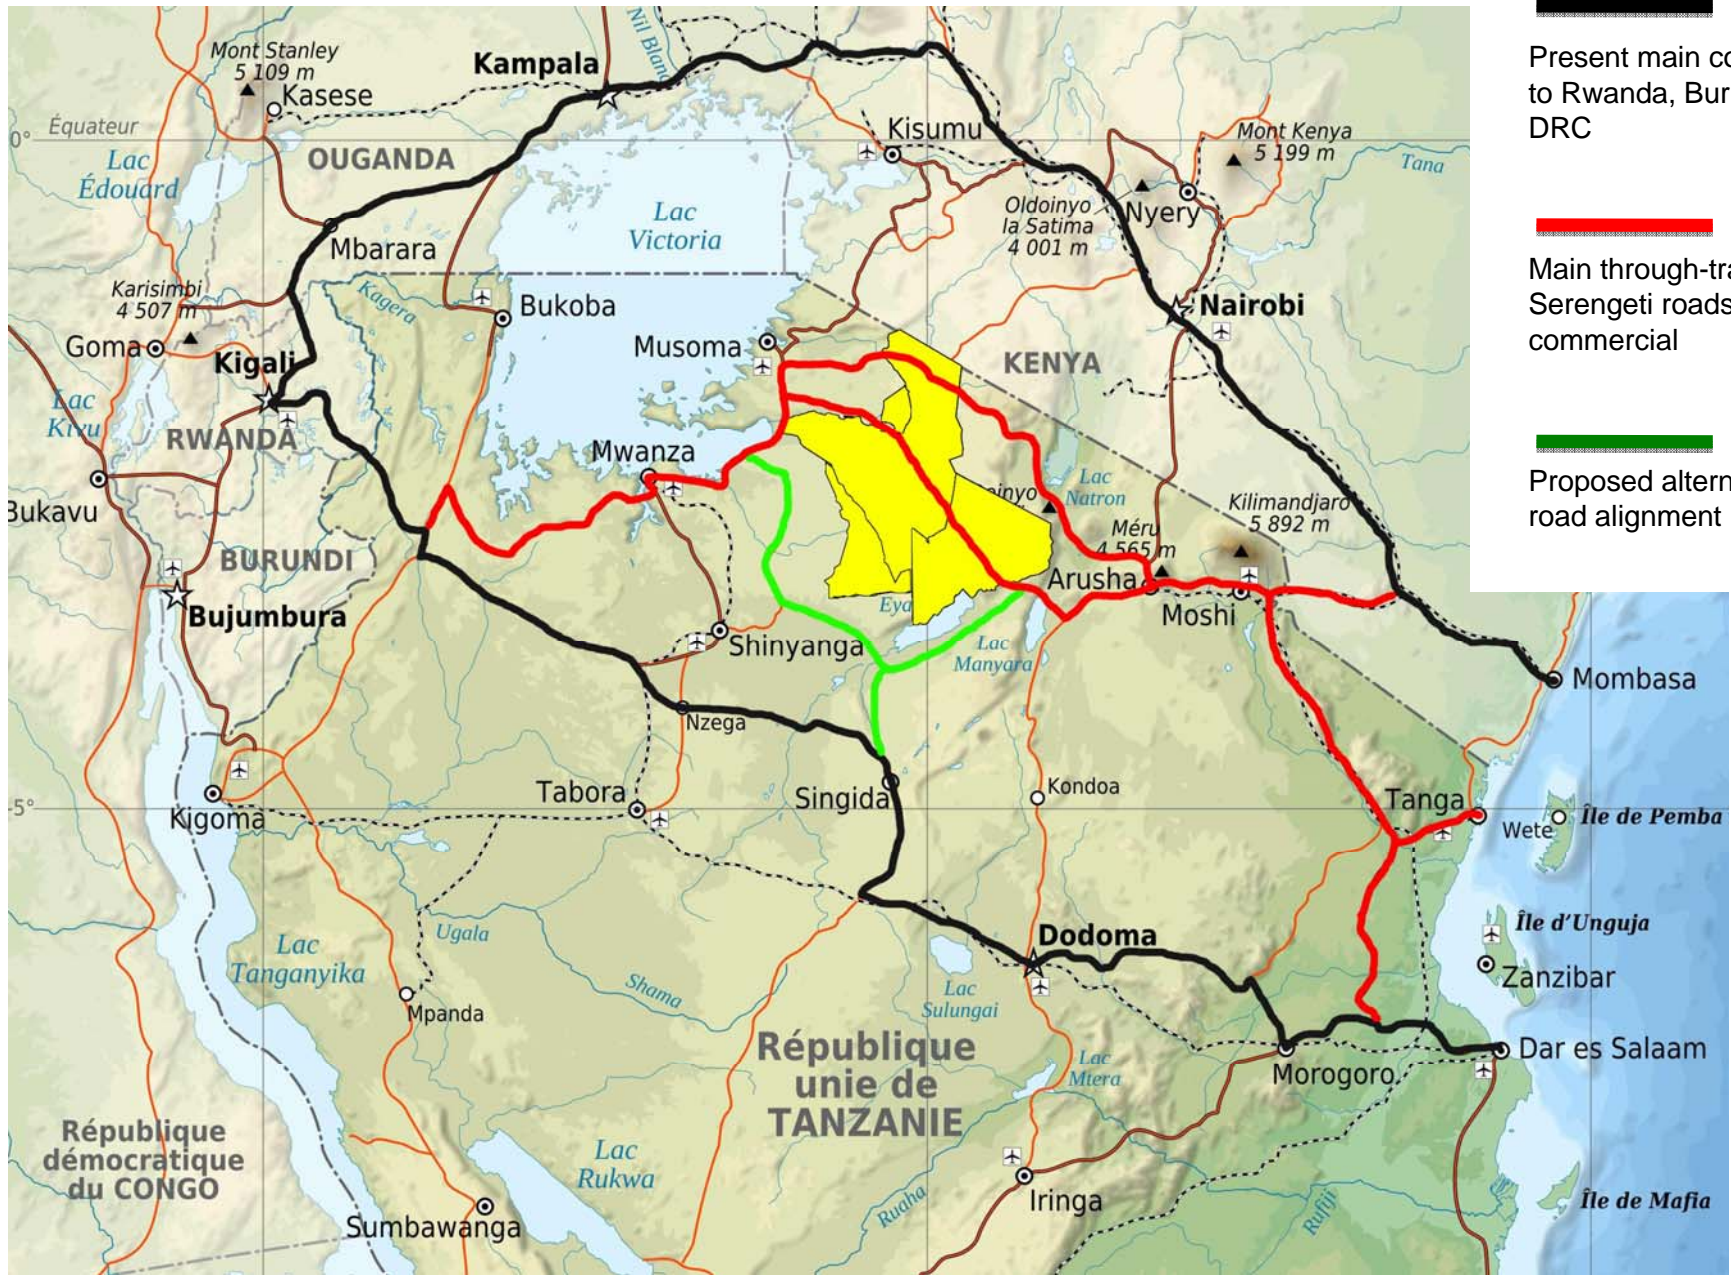 Present main co
to Rwanda, Bur
DRC
Main through-tra
Serengeti roads
commercial
Proposed altern
road alignment
Mont Stanley
5 109 m
Kasese
Kampala
Nil Blanc
Équateur
0°
Lac
Édouard
OUGANDA
Kisumu
Mont Kenya
5 199 m
Tana
Lac
Victoria
Oldoinyo
la Satima
4 001 m
Nyery
Mbarara
Karisimbi
4 507 m
Kagera
Bukoba
Nairobi
Goma
Kigali
Musoma
KENYA
Lac
Kivu
RWANDA
Mwanza
Bukavu
oinyo
Lac
Natron
Kilimandjaro
5 892 m
Méru
4 565 m
BURUNDI
Arusha
Moshi
Bujumbura
Eya
Shinyanga
Lac
Manyara
Mombasa
Nzega
Tabora
Singida
Kondoa
Tanga
Wete
Île de Pemba
5°
Kigoma
Ugala
Dodoma
Île d'Unguja
Lac
Tanganyika
Shama
Lac
Sulungai
Zanzibar
Mpanda
République
unie de
TANZANIE
Lac
Mtera
Morogoro
Dar es Salaam
République
démocratique
du CONGO
Lac
Rukwa
Iringa
Ruaha
Rufiji
Île de Mafia
Sumbawanga